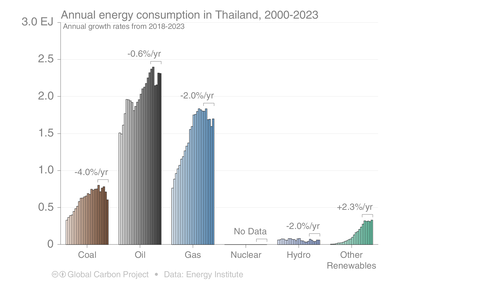 Annual energy consumption in Thailand, 2000-2023
3.0 EJ
Annual growth rates from 2018-2023
2.5
2.0
1.5
1.0
0.5
0
-4.0%/yr
-0.6%/yr
-2.0%/yr
No Data
-2.0%/yr
+2.3%/yr
Coal
Oil
Gas
Nuclear
Hydro
Other
Renewables
Global Carbon Project • Data: Energy Institute